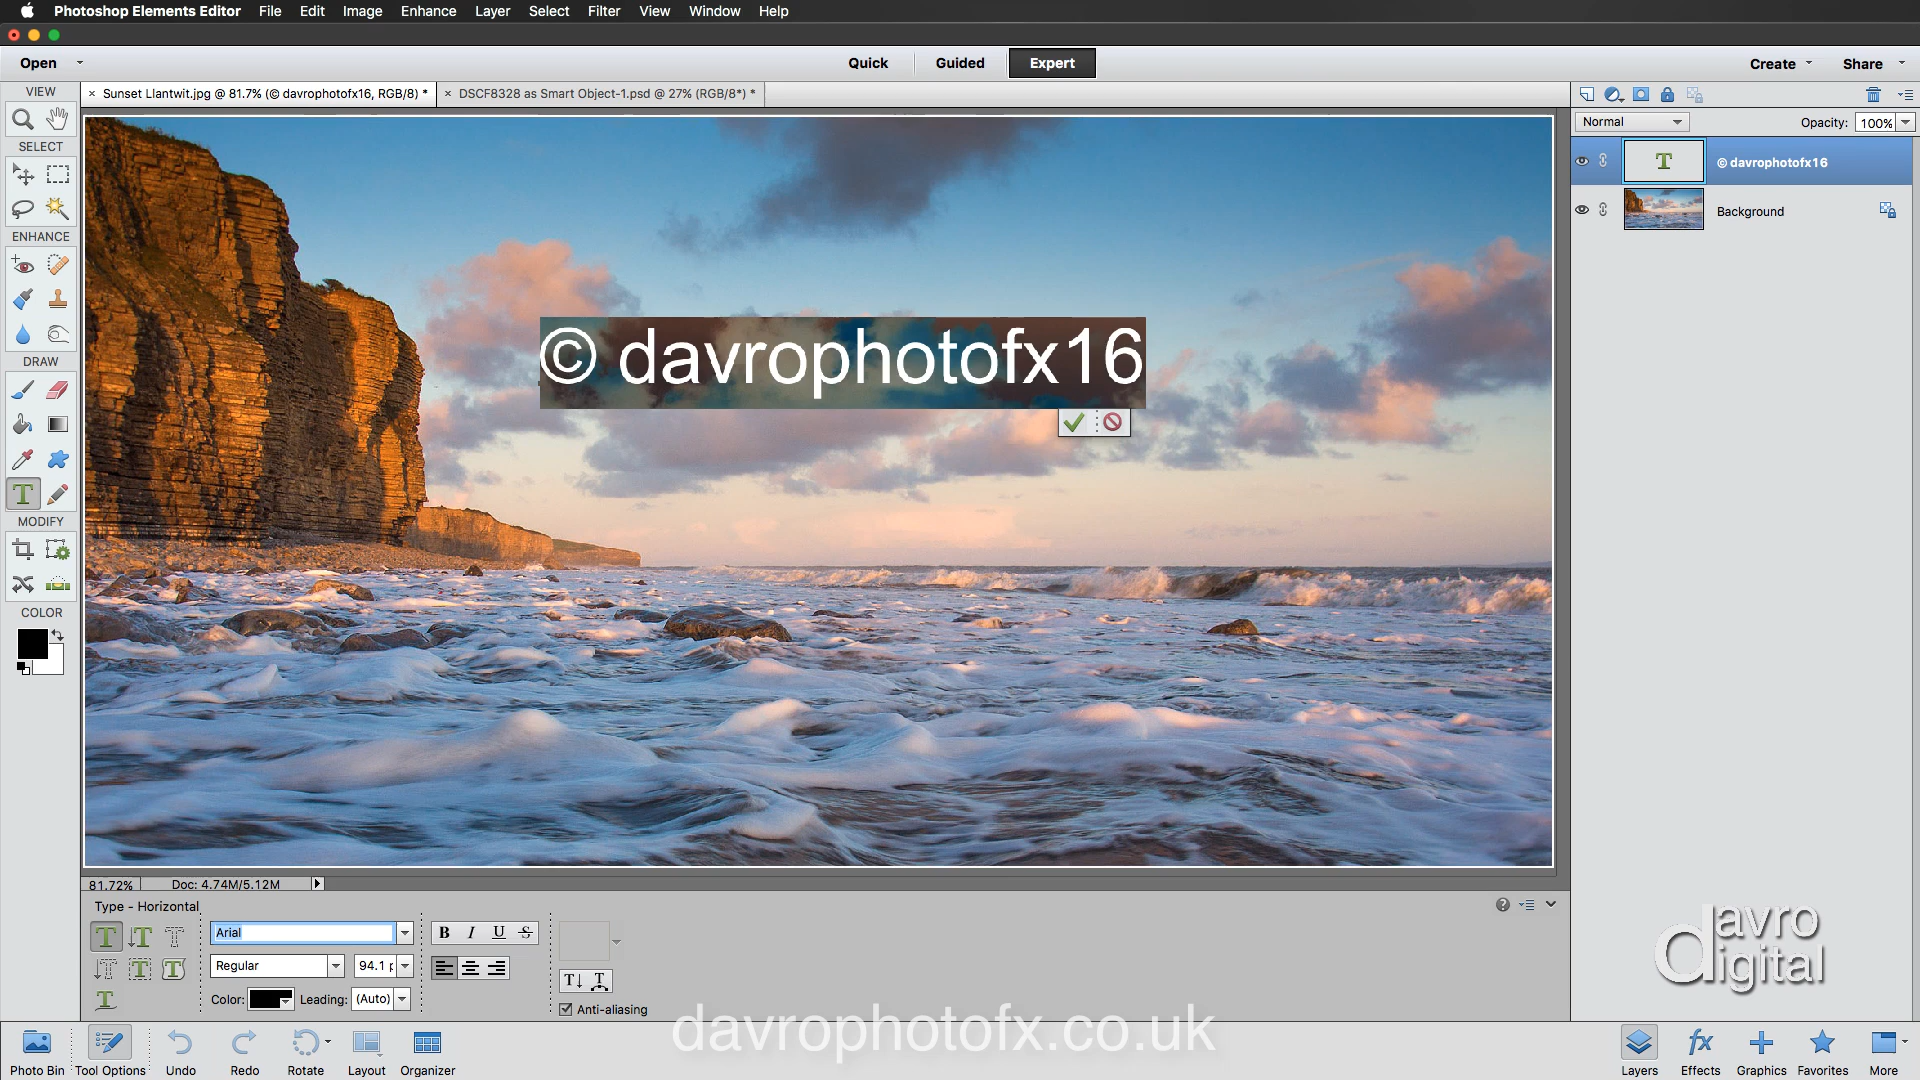 Photoshop Elements Editor File Edit Image Enhance Layer Select Filter View Window Help
Open Quick Guided Expert Create Share
VIEW × Sunset Llantwit.jpg @ 81.7% (© davrophotofx16, RGB/8) * × DSCF8328 as Smart Object-1.psd @ 27% (RGB/8*) *
Normal Opacity: 100%
SELECT
© davrophotofx16
Background
ENHANCE
© davrophotofx16
DRAW
MODIFY
COLOR
81.72% Doc: 4.74M/5.12M
Type - Horizontal
Arial B I U S
Regular 94.1 p
Color: Leading: (Auto)
Anti-aliasing
davro
digital
davrophotofx.co.uk
Photo Bin Tool Options Undo Redo Rotate Layout Organizer Layers Effects Graphics Favorites More